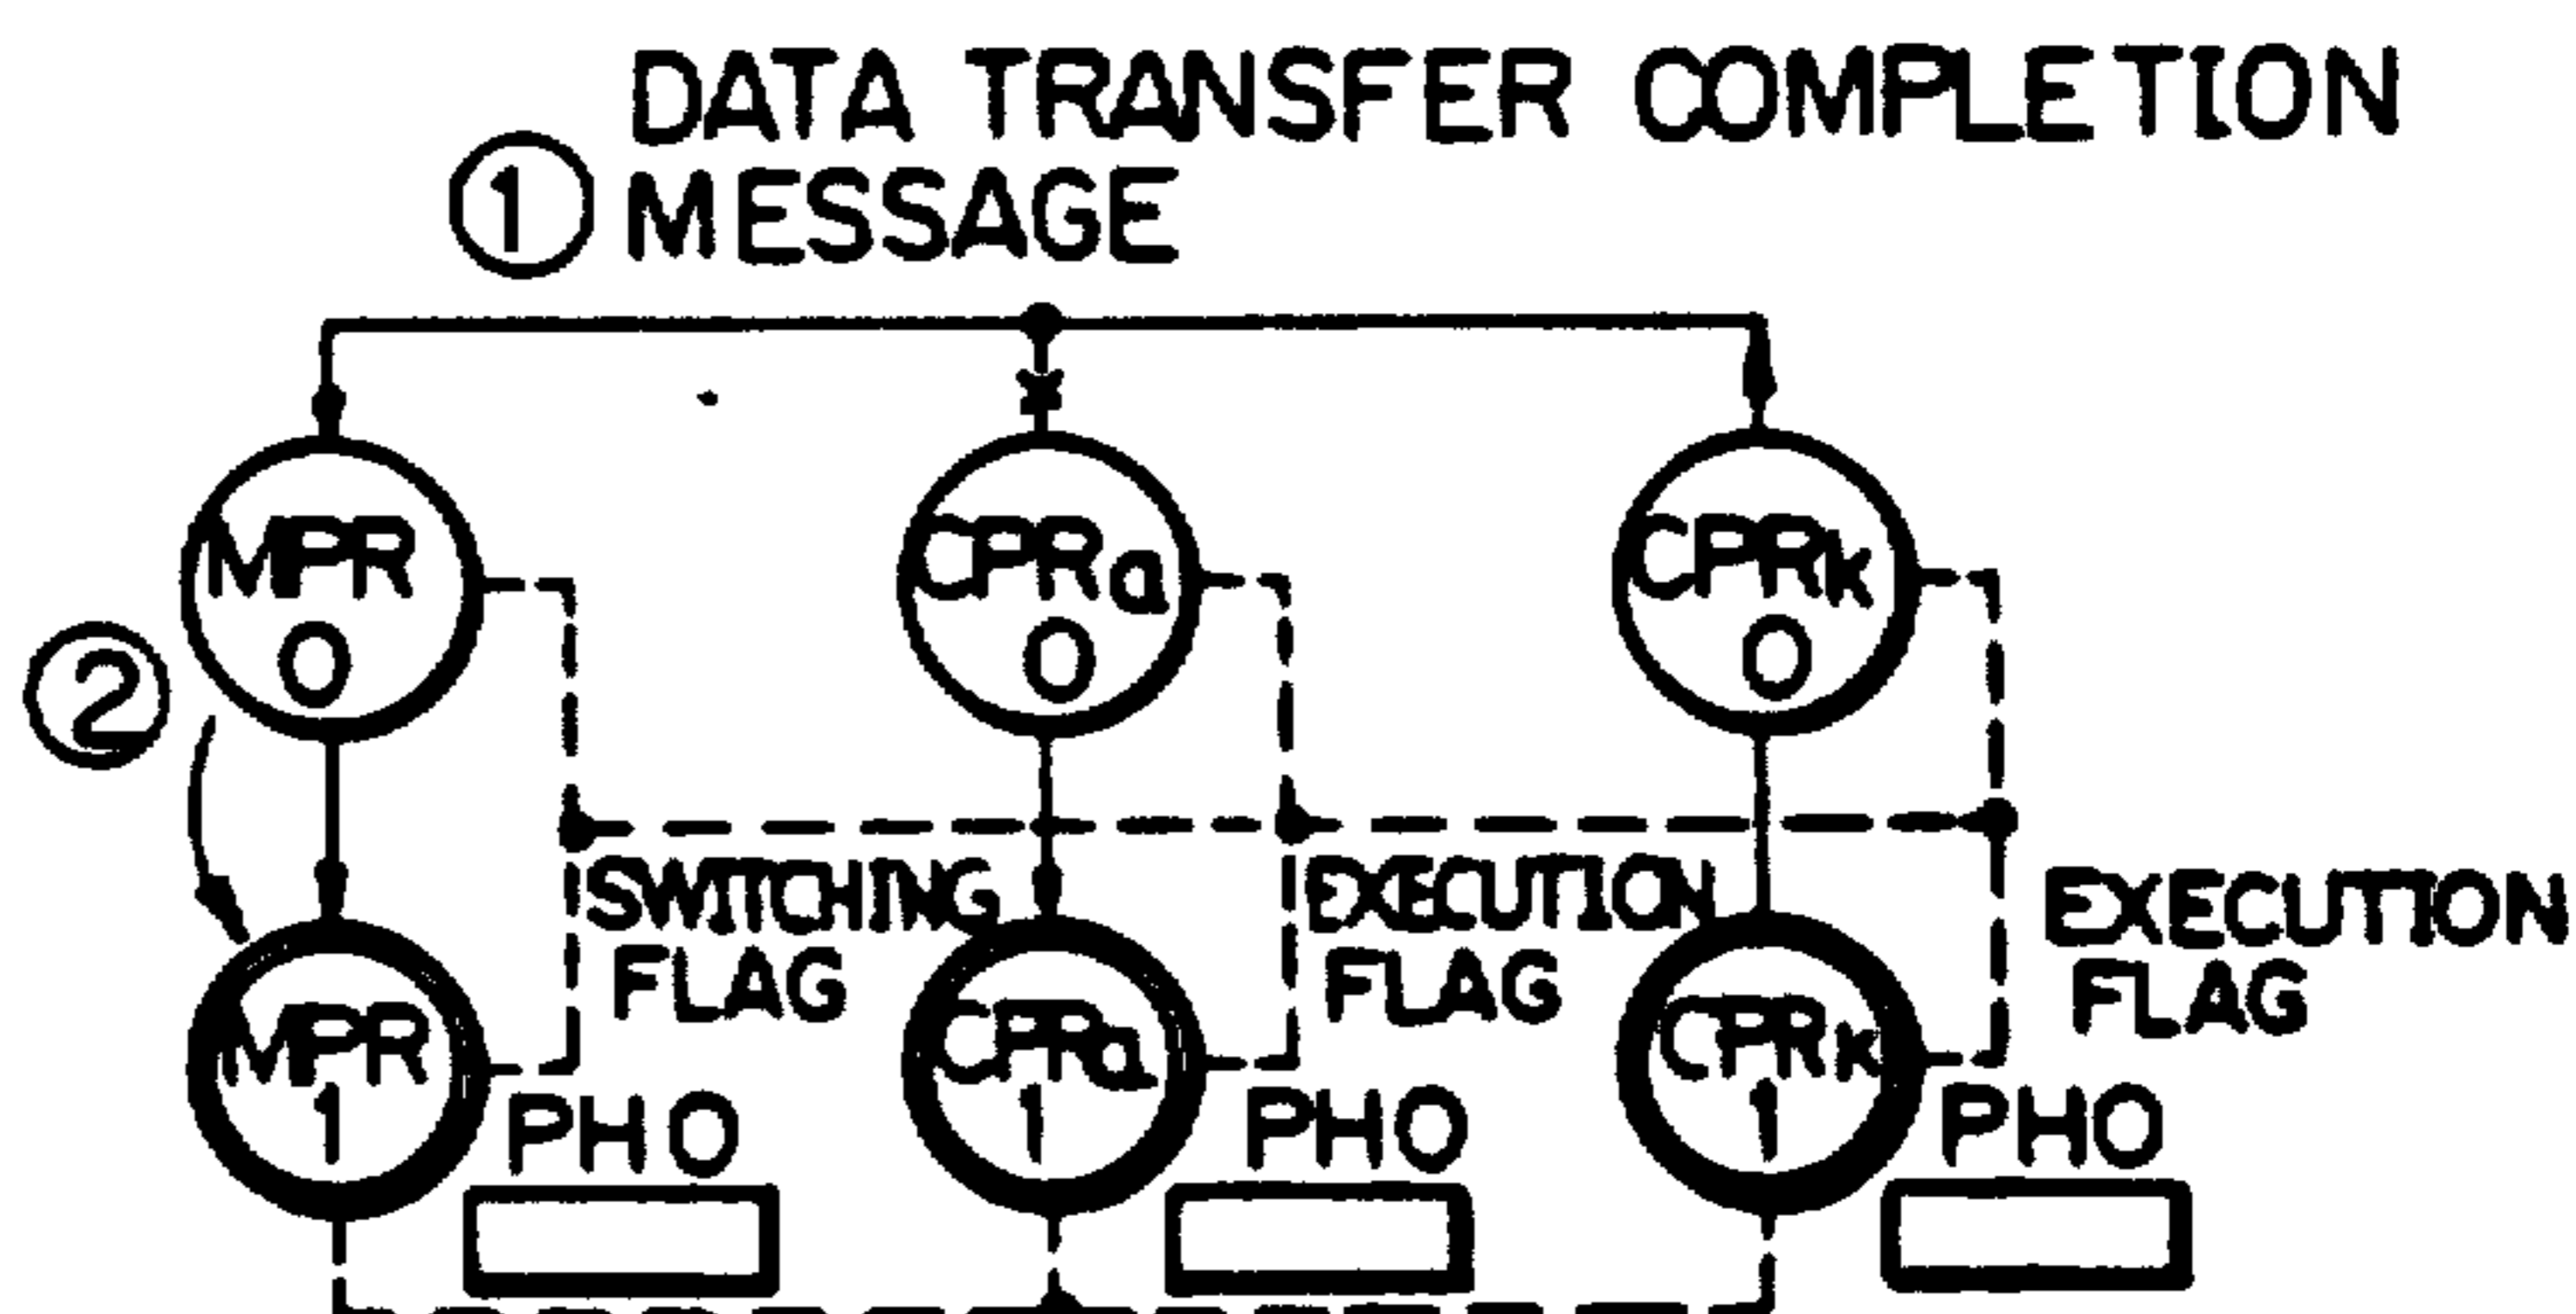 DATA TRANSFER COMPLETION
① MESSAGE
MPR
0
CPRa
0
CPRk
0
②
SWITCHING
FLAG
EXECUTION
FLAG
EXECUTION
FLAG
MPR
1
PHO
CPRa
1
PHO
CPRk
1
PHO